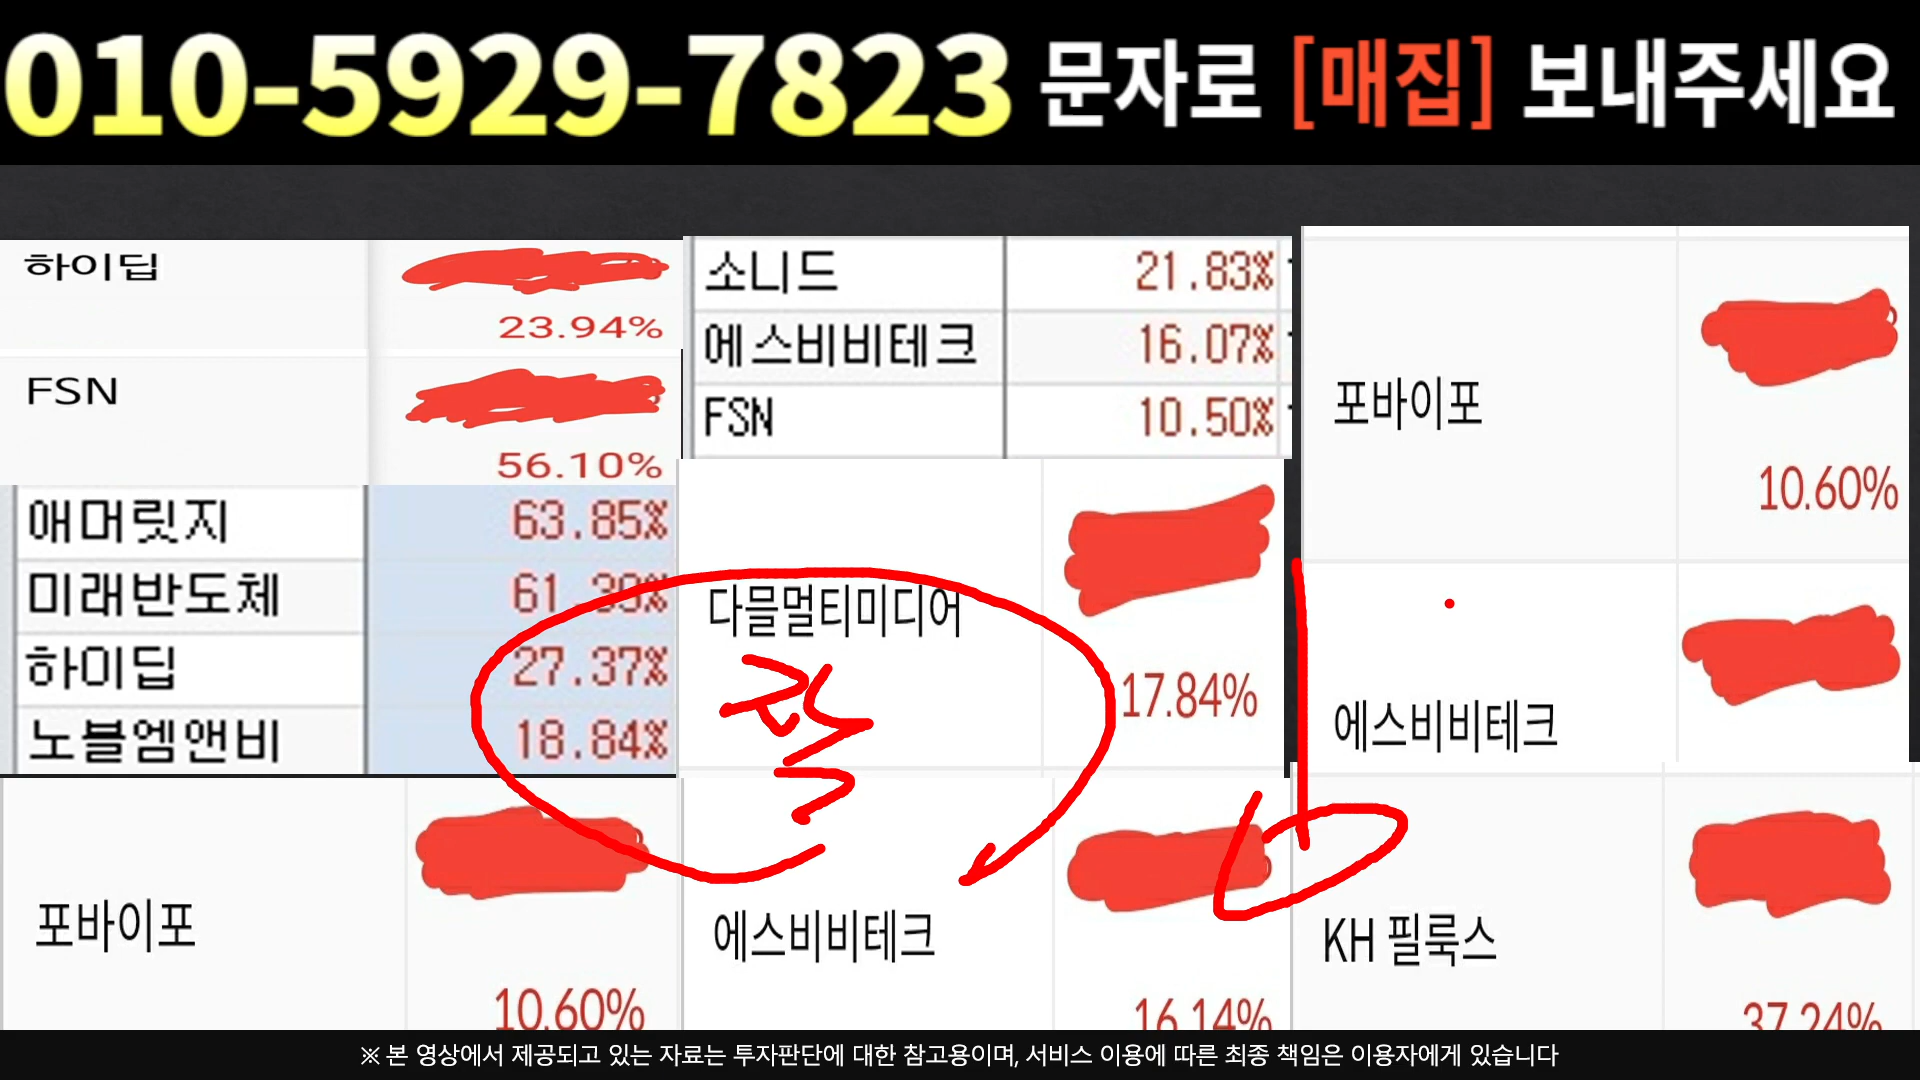 010-5929-7823 문자로 [매집] 보내주세요
하이딥
23.94%
FSN
56.10%
애머릿지 63.85%
미래반도체 61.39%
하이딥 27.37%
노블엠앤비 18.84%
소니드 21.83%
에스비비테크 16.07%
FSN 10.50%
다믈멀티미디어
17.84%
포바이포
10.60%
에스비비테크
포바이포
10.60%
에스비비테크
16.14%
KH 필룩스
37.24%
※ 본 영상에서 제공되고 있는 자료는 투자판단에 대한 참고용이며, 서비스 이용에 따른 최종 책임은 이용자에게 있습니다